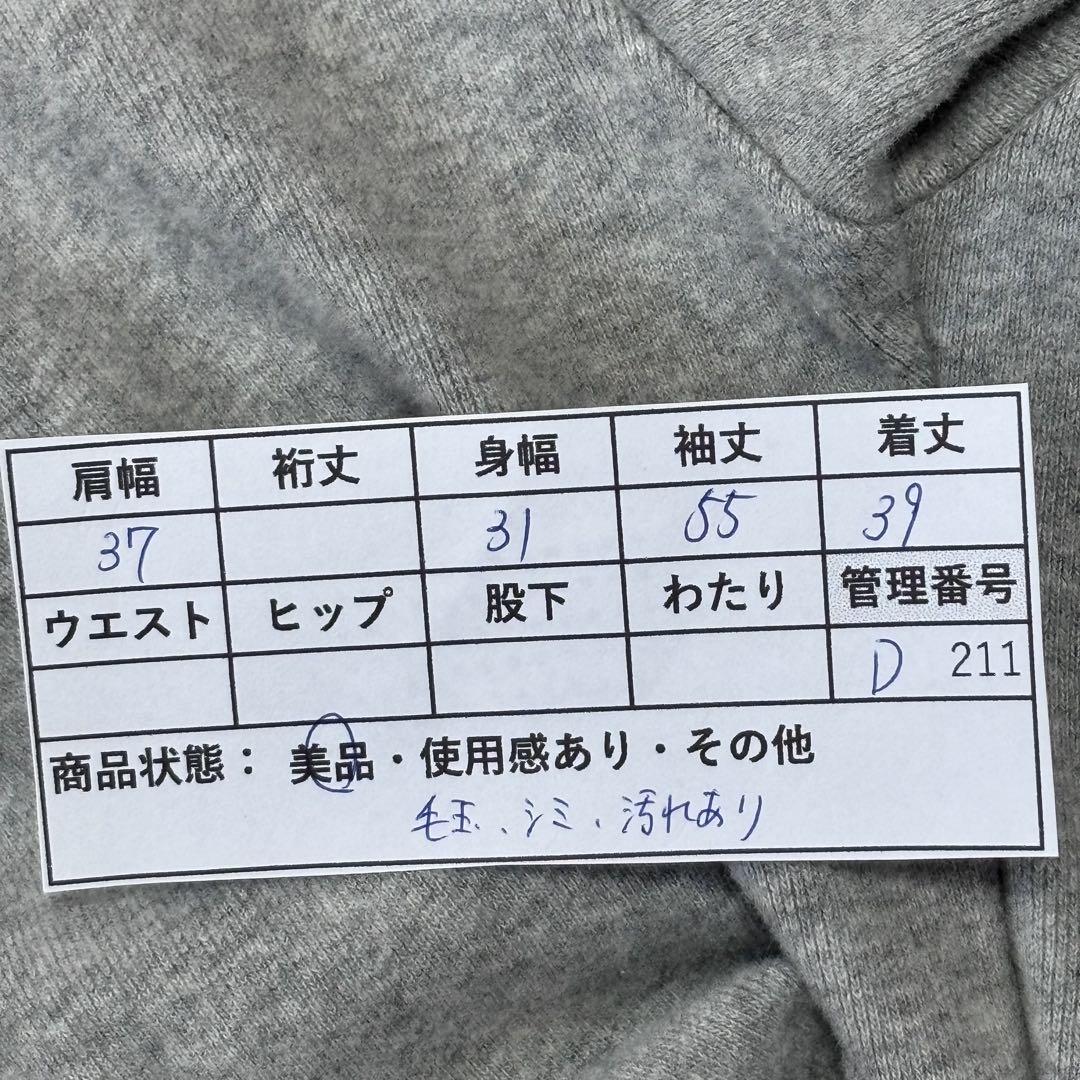 肩幅 裄丈 身幅 袖丈 着丈
37 31 55 39
ウエスト ヒップ 股下 わたり 管理番号
D 211
商品状態： 美品・使用感あり・その他
毛玉、シミ、汚れあり